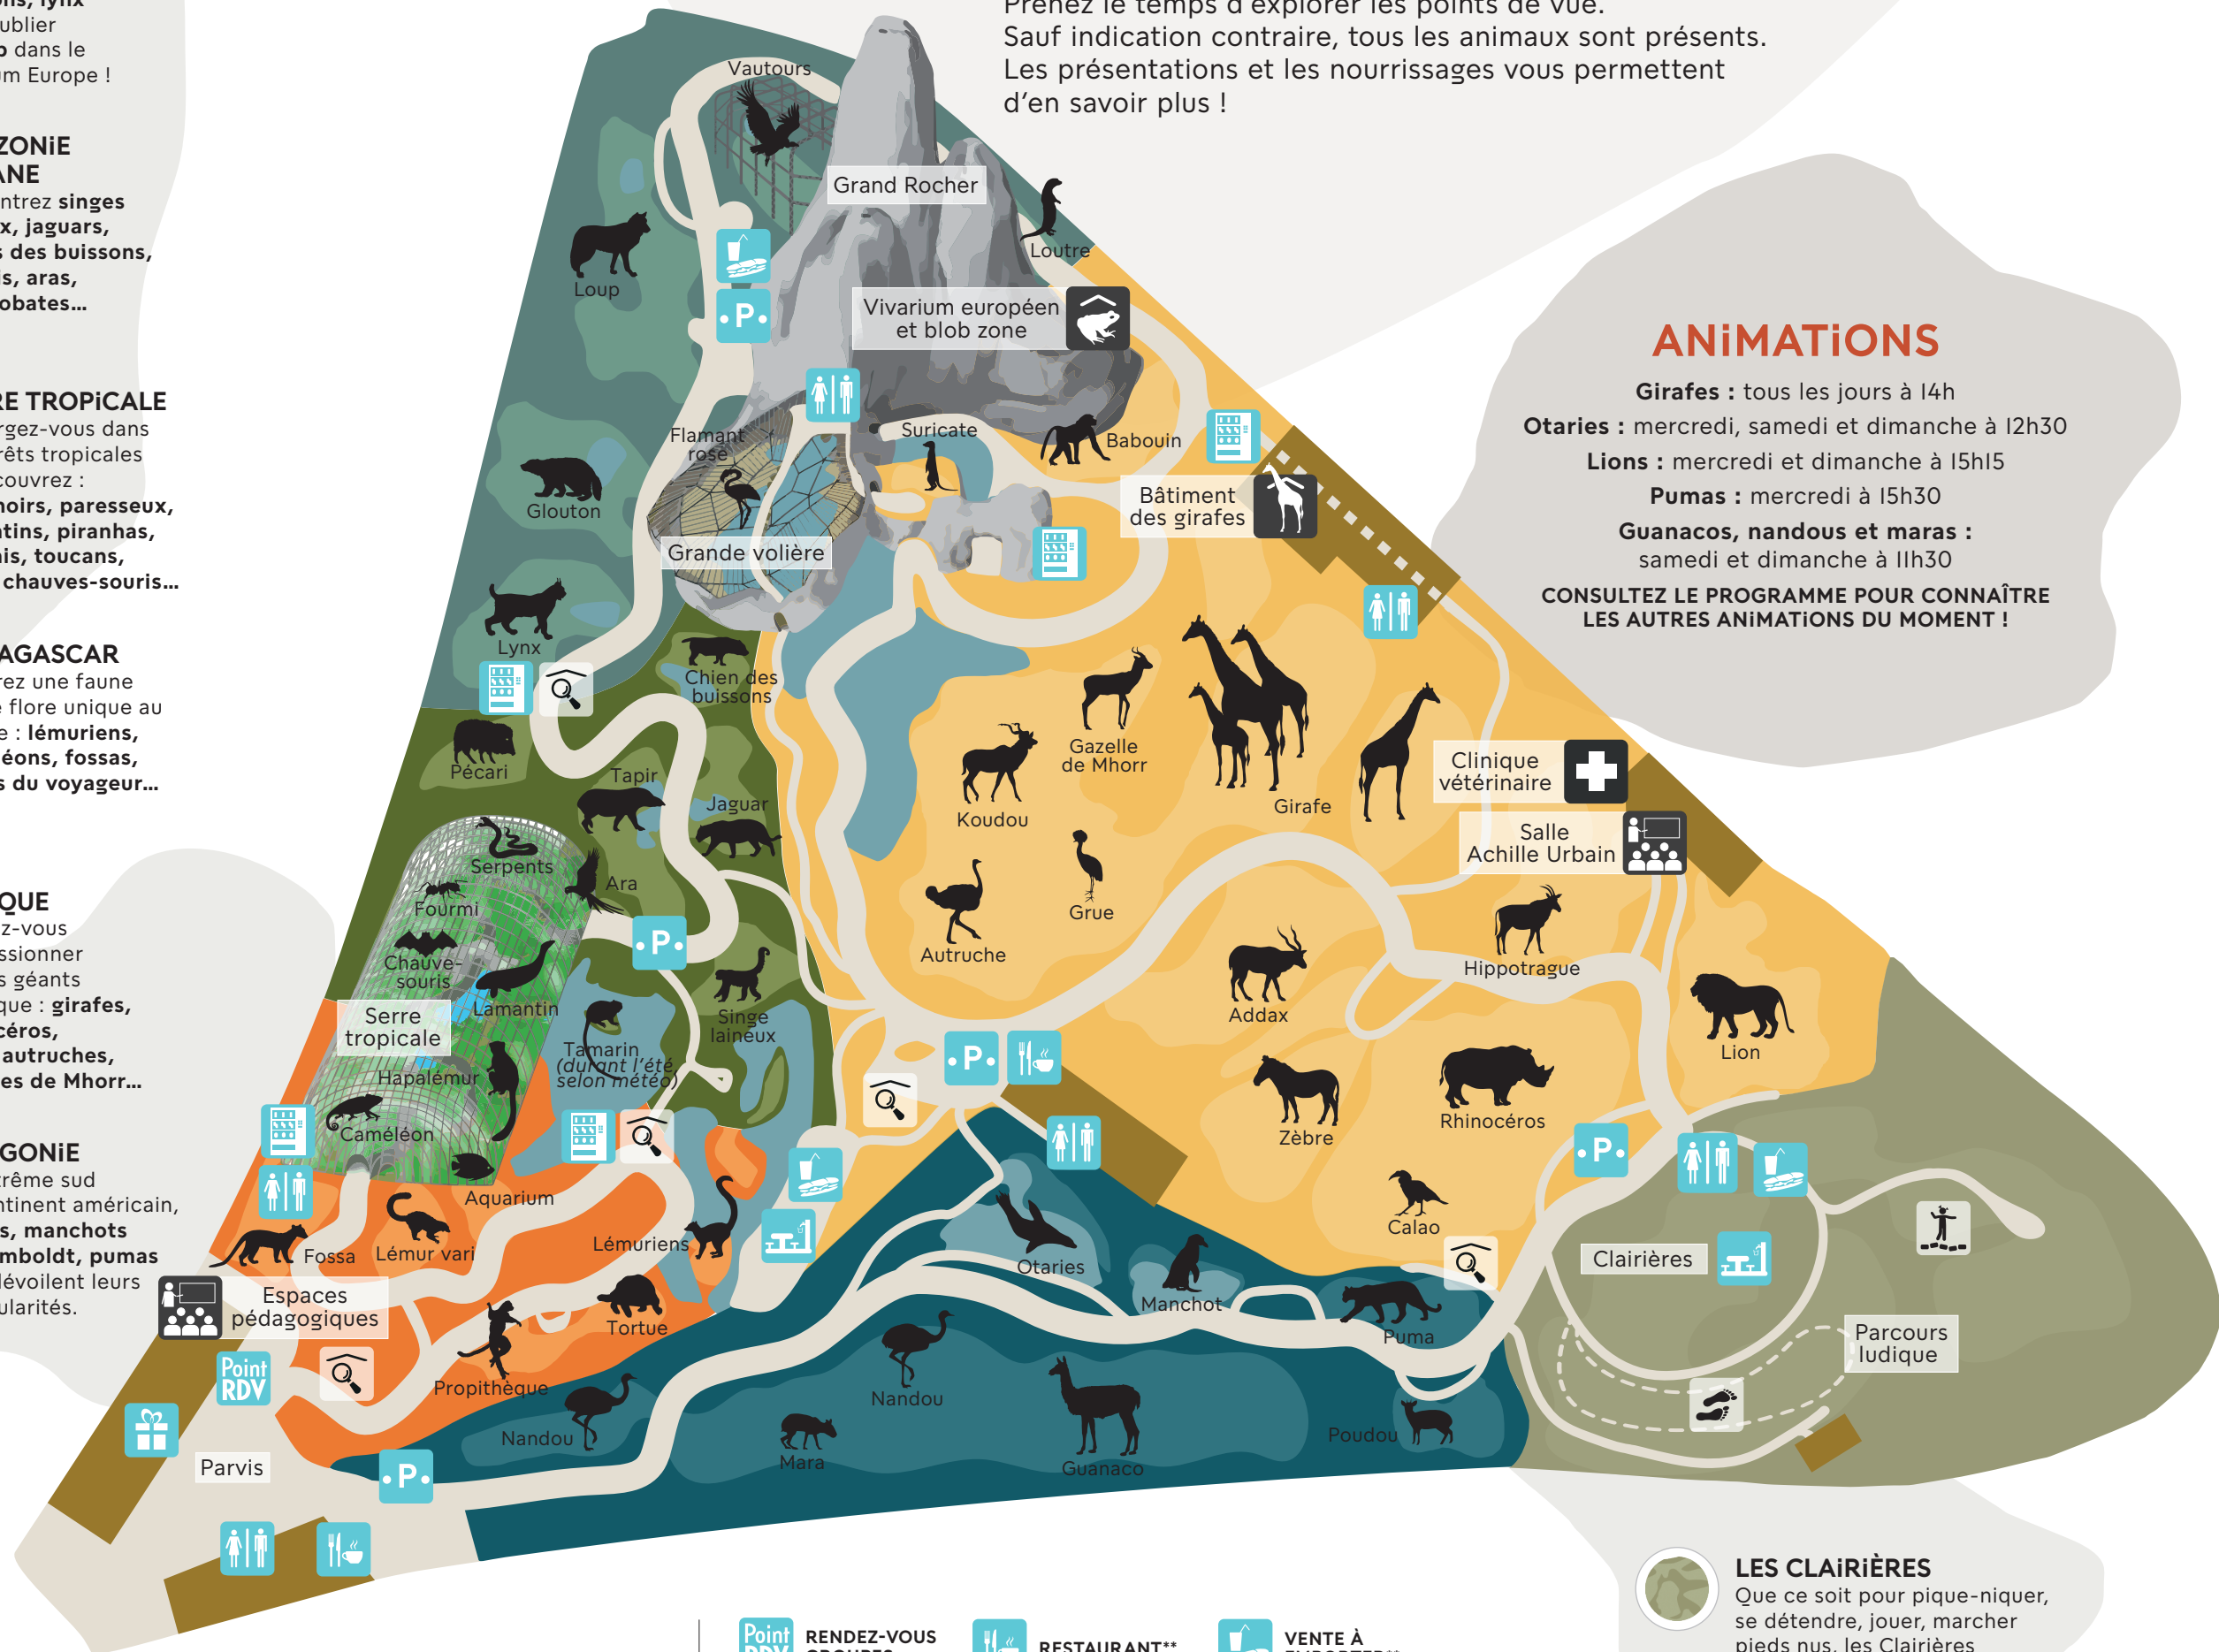 ublier
dans le
um Europe !
ZONiE
ANE
ntrez singes
x, jaguars,
s des buissons,
is, aras,
obates...
RE TROPiCALE
rgez-vous dans
rêts tropicales
couvrez :
noirs, paresseux,
tins, piranhas,
is, toucans,
chauves-souris...
AGASCAR
rez une faune
e flore unique au
e : lémuriens,
éons, fossas,
s du voyageur...
QUE
z-vous
ssionner
s géants
que : girafes,
céros,
autruches,
es de Mhorr...
GONiE
trême sud
ntinent américain,
s, manchots
mboldt, pumas
dévoilent leurs
ularités.
Prenez le temps d'explorer les points de vue.
Sauf indication contraire, tous les animaux sont présents.
Les présentations et les nourrissages vous permettent
d'en savoir plus !
ANiMATiONS
Girafes : tous les jours à 14h
Otaries : mercredi, samedi et dimanche à 12h30
Lions : mercredi et dimanche à 15h15
Pumas : mercredi à 15h30
Guanacos, nandous et maras :
samedi et dimanche à 11h30
CONSULTEZ LE PROGRAMME POUR CONNAÎTRE
LES AUTRES ANiMATiONS DU MOMENT !
Vautours
Grand Rocher
Loutre
Loup
P
Vivarium européen
et blob zone
Flamant
rose
Suricate
Babouin
Glouton
Bâtiment
des girafes
Grande volière
Lynx
Chien des
buissons
Pécari
Tapir
Jaguar
Koudou
Gazelle
de Mhorr
Girafe
Clinique
vétérinaire
Salle
Achille Urbain
Serpents
Ara
Fourmi
Grue
Autruche
Chauve-
souris
P
Lamantin
Hippotrague
Addax
Singe
laineux
Serre
tropicale
Tamarin
(durant l'été,
selon météo)
Lion
P
Hapalémur
Rhinocéros
Zèbre
Caméléon
P
Aquarium
Calao
Fossa
Lémur vari
Lémuriens
Otaries
Clairières
Manchot
Espaces
pédagogiques
Tortue
Puma
Parcours
ludique
Point
RDV
Propithèque
Nandou
Nandou
Mara
Guanaco
Poudou
Parvis
P
Point
RENDEZ-VOUS
RESTAURANT**
VENTE À
LES CLAiRiÈRES
Que ce soit pour pique-niquer,
se détendre, jouer, marcher
pieds nus, les Clairières